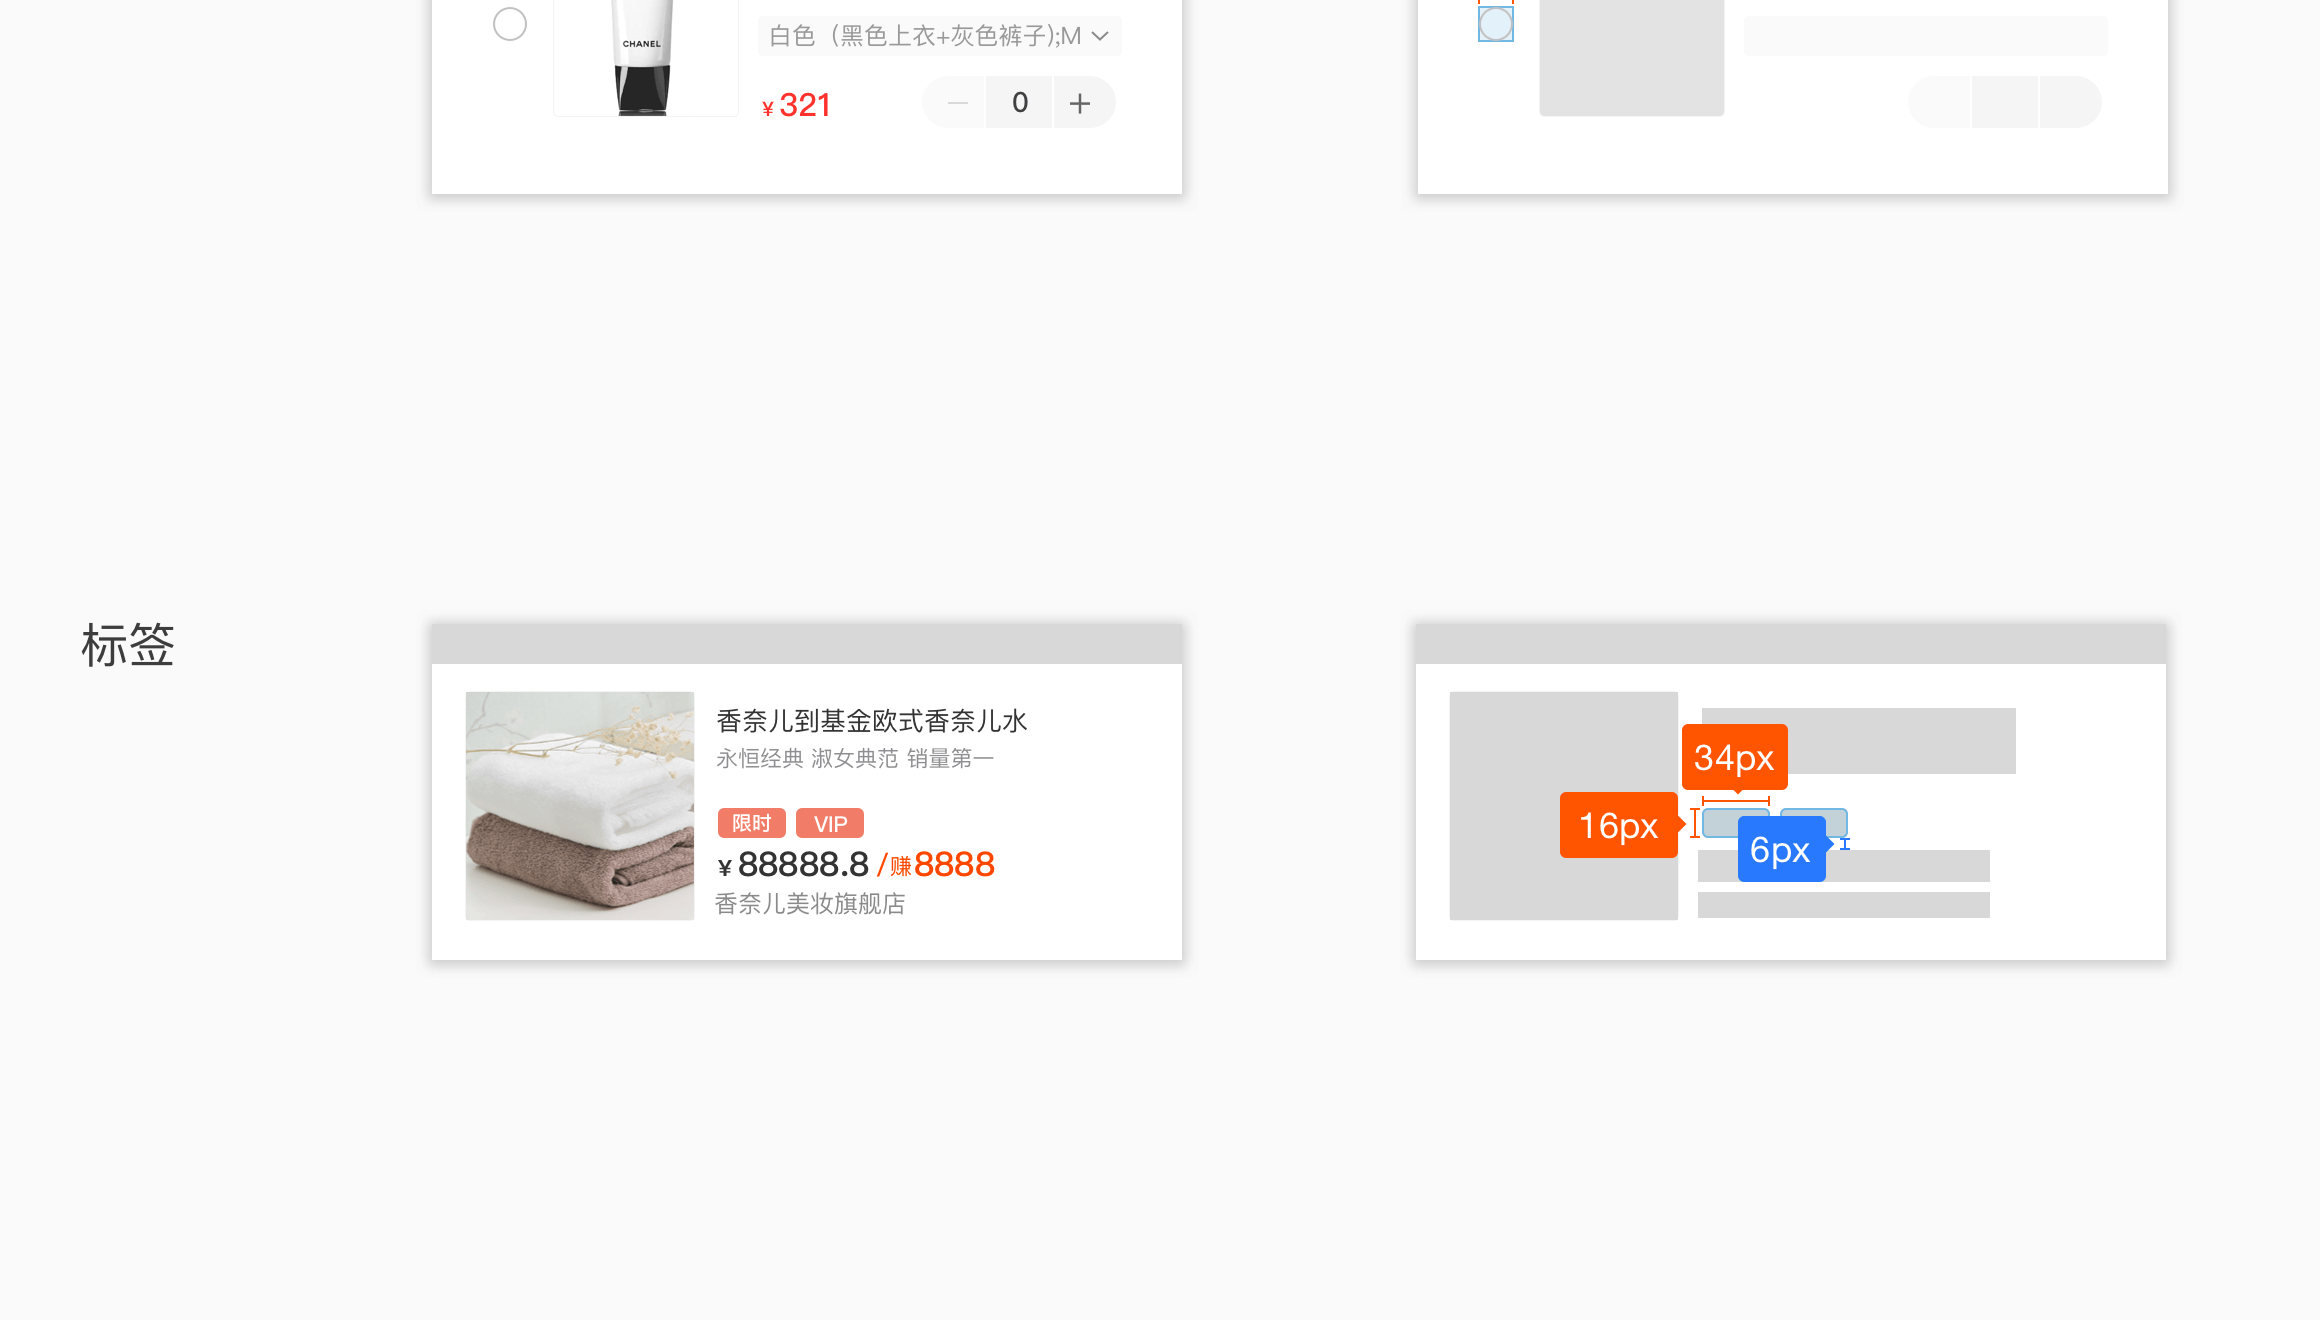 CHANEL
白色（黑色上衣+灰色裤子);M
¥ 321
0
标签
香奈儿到基金欧式香奈儿水
永恒经典 淑女典范 销量第一
限时 VIP
¥ 88888.8 /赚8888
香奈儿美妆旗舰店
34px
16px
6px